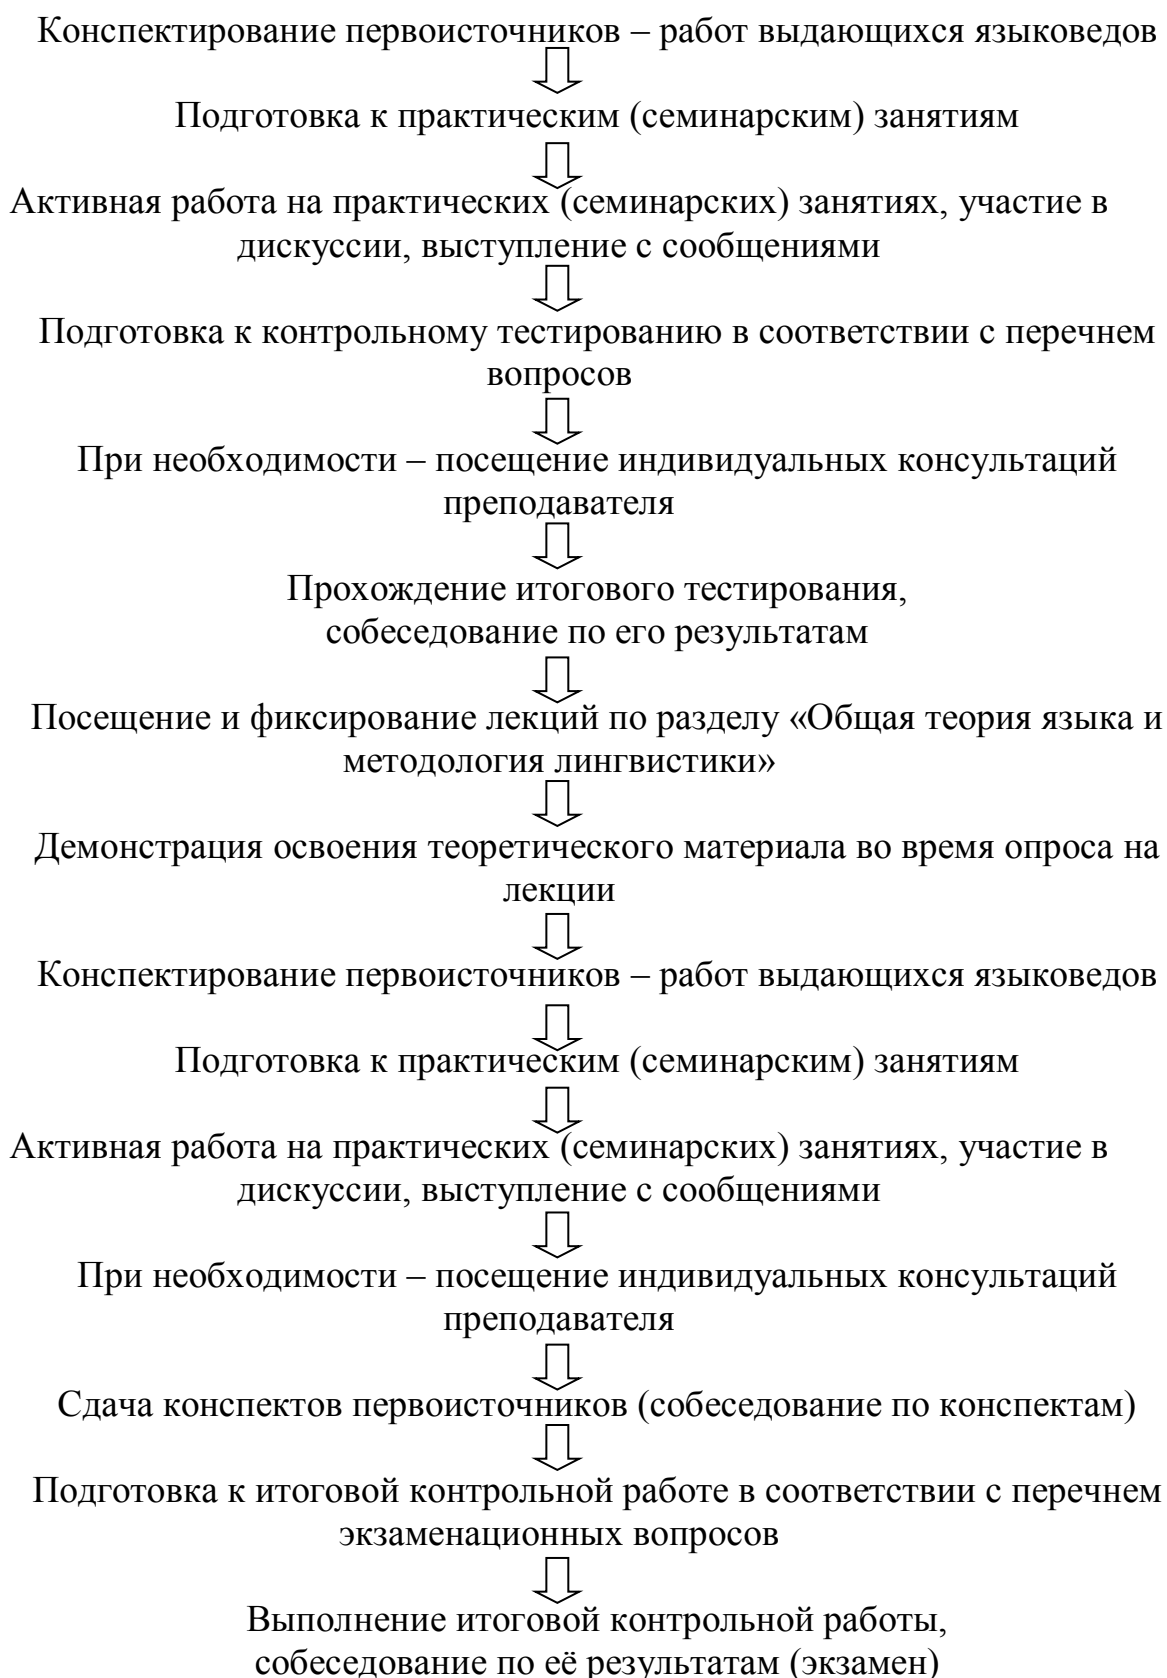 Конспектирование первоисточников – работ выдающихся языковедов
Подготовка к практическим (семинарским) занятиям
Активная работа на практических (семинарских) занятиях, участие в
дискуссии, выступление с сообщениями
Подготовка к контрольному тестированию в соответствии с перечнем
вопросов
При необходимости – посещение индивидуальных консультаций
преподавателя
Прохождение итогового тестирования,
собеседование по его результатам
Посещение и фиксирование лекций по разделу «Общая теория языка и
методология лингвистики»
Демонстрация освоения теоретического материала во время опроса на
лекции
Конспектирование первоисточников – работ выдающихся языковедов
Подготовка к практическим (семинарским) занятиям
Активная работа на практических (семинарских) занятиях, участие в
дискуссии, выступление с сообщениями
При необходимости – посещение индивидуальных консультаций
преподавателя
Сдача конспектов первоисточников (собеседование по конспектам)
Подготовка к итоговой контрольной работе в соответствии с перечнем
экзаменационных вопросов
Выполнение итоговой контрольной работы,
собеседование по её результатам (экзамен)